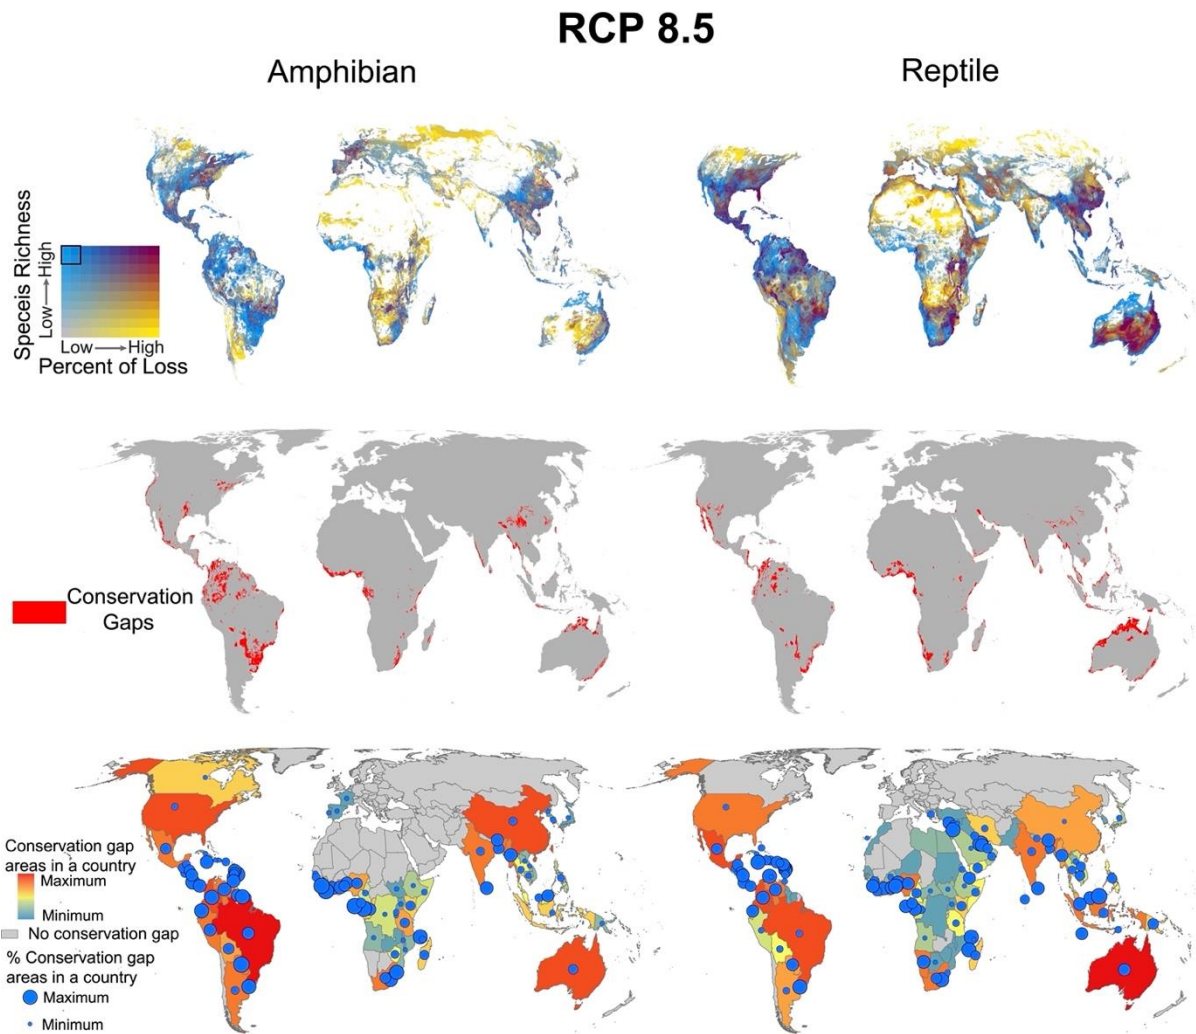 RCP 8.5
Amphibian
Reptile
Speceis Richness
Low → High
Low → High
Percent of Loss
Conservation
Gaps
Conservation gap
areas in a country
Maximum
Minimum
No conservation gap
% Conservation gap
areas in a country
Maximum
Minimum